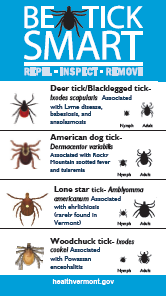 BE TICK
SMART
REPEL • INSPECT • REMOVE
Deer tick/Blacklegged tick-
Ixodes scapularis Associated
with Lyme disease,
babesiosis, and
anaplasmosis
Nymph Adult
American dog tick-
Dermacentor variabilis
Associated with Rocky
Mountain spotted fever
and tularemia
Nymph Adult
Lone star tick- Amblyomma
americanum Associated
with ehrlichiosis
(rarely found in
Vermont)
Nymph Adult
Woodchuck tick- Ixodes
cookei Associated
with Powassan
encephalitis
Nymph Adult
healthvermont.gov